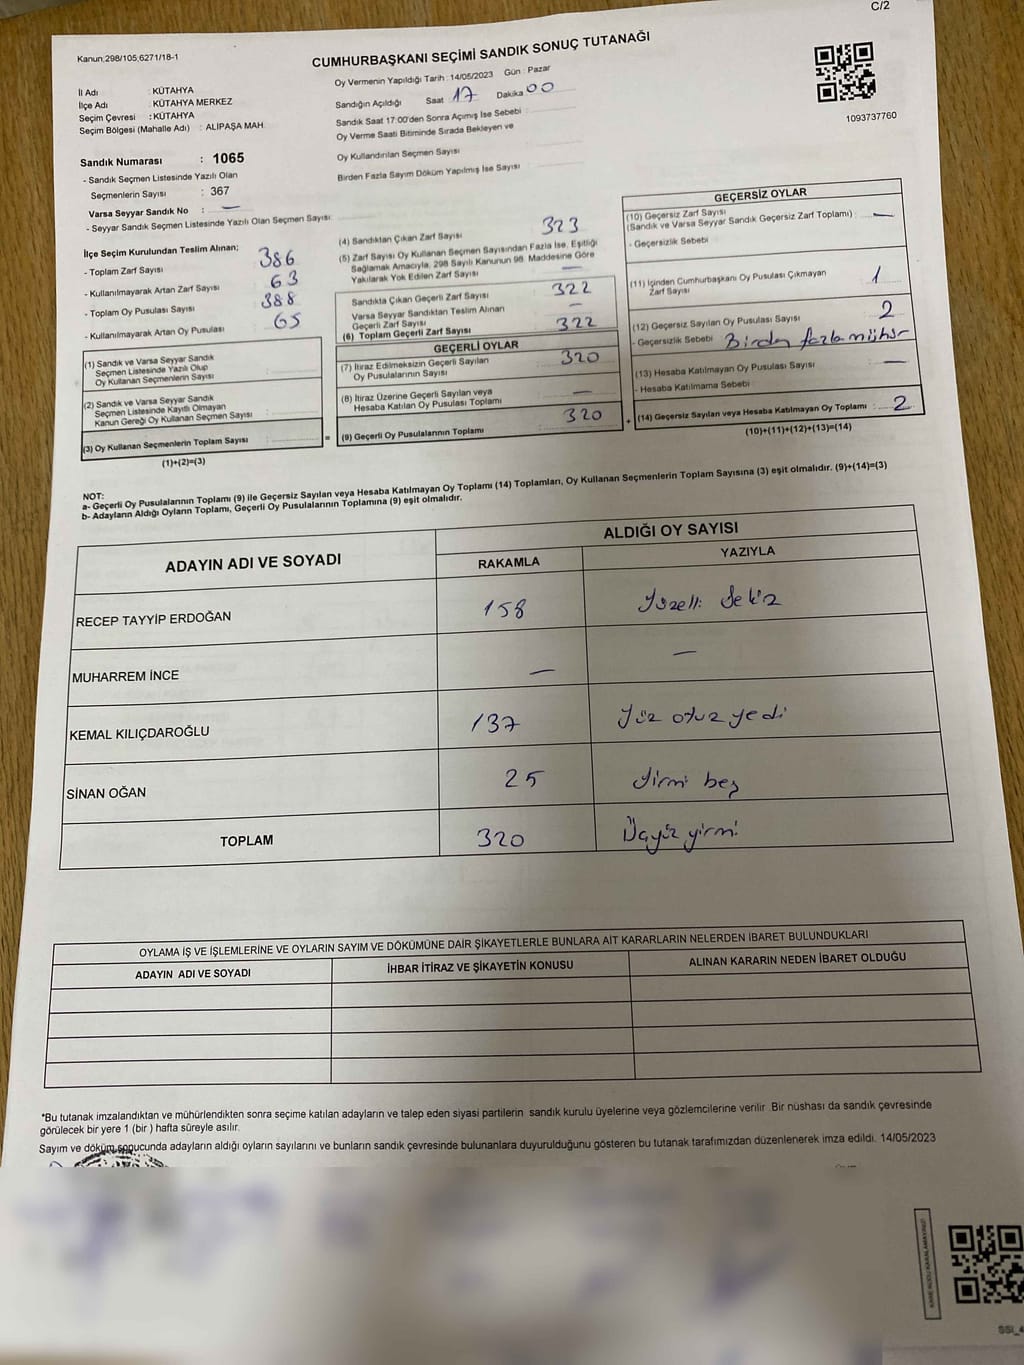 C/2
Kanun:298/105;6271/18-1
CUMHURBAŞKANI SEÇİMİ SANDIK SONUÇ TUTANAĞI
İl Adı : KÜTAHYA
İlçe Adı : KÜTAHYA MERKEZ
Seçim Çevresi : KÜTAHYA
Seçim Bölgesi (Mahalle Adı) : ALİPAŞA MAH
Oy Vermenin Yapıldığı Tarih : 14/05/2023 Gün : Pazar
Sandığın Açıldığı Saat 17 Dakika 00
Sandık Saat 17:00'den Sonra Açımış İse Sebebi :
Oy Verme Saati Bitiminde Sırada Bekleyen ve
Oy Kullandırılan Seçmen Sayısı
Birden Fazla Sayım Döküm Yapılmış İse Sayısı
1093737760
Sandık Numarası : 1065
- Sandık Seçmen Listesinde Yazılı Olan
Seçmenlerin Sayısı : 367
Varsa Seyyar Sandık No : —
- Seyyar Sandık Seçmen Listesinde Yazılı Olan Seçmen Sayısı:
İlçe Seçim Kurulundan Teslim Alınan;
- Toplam Zarf Sayısı : 386
- Kullanılmayarak Artan Zarf Sayısı : 63
- Toplam Oy Pusulası Sayısı : 388
- Kullanılmayarak Artan Oy Pusulası : 65
(1) Sandık ve Varsa Seyyar Sandık
Seçmen Listesinde Yazılı Olup
Oy Kullanan Seçmenlerin Sayısı :
(2) Sandık ve Varsa Seyyar Sandık
Seçmen Listesinde Kayıtlı Olmayan
Kanun Gereği Oy Kullanan Seçmen Sayısı :
(3) Oy Kullanan Seçmenlerin Toplam Sayısı :
(1)+(2)=(3)
(4) Sandıktan Çıkan Zarf Sayısı : 323
(5) Zarf Sayısı Oy Kullanan Seçmen Sayısından Fazla İse, Eşitliği
Sağlamak Amacıyla, 298 Sayılı Kanunun 98. Maddesine Göre
Yakılarak Yok Edilen Zarf Sayısı : —
Sandıkta Çıkan Geçerli Zarf Sayısı : 322
Varsa Seyyar Sandıktan Teslim Alınan
Geçerli Zarf Sayısı : —
(6) Toplam Geçerli Zarf Sayısı : 322
GEÇERLİ OYLAR
(7) İtiraz Edilmeksizin Geçerli Sayılan
Oy Pusulalarının Sayısı : 320
(8) İtiraz Üzerine Geçerli Sayılan veya
Hesaba Katılan Oy Pusulası Toplamı : —
= (9) Geçerli Oy Pusulalarının Toplamı : 320
GEÇERSİZ OYLAR
(10) Geçersiz Zarf Sayısı
(Sandık ve Varsa Seyyar Sandık Geçersiz Zarf Toplamı) : —
- Geçersizlik Sebebi
(11) İçinden Cumhurbaşkanı Oy Pusulası Çıkmayan
Zarf Sayısı : 1
(12) Geçersiz Sayılan Oy Pusulası Sayısı : 2
- Geçersizlik Sebebi Birden fazla mühür
(13) Hesaba Katılmayan Oy Pusulası Sayısı : —
- Hesaba Katılmama Sebebi :
+ (14) Geçersiz Sayılan veya Hesaba Katılmayan Oy Toplamı : 2
(10)+(11)+(12)+(13)=(14)
NOT:
a- Geçerli Oy Pusulalarının Toplamı (9) ile Geçersiz Sayılan veya Hesaba Katılmayan Oy Toplamı (14) Toplamları, Oy Kullanan Seçmenlerin Toplam Sayısına (3) eşit olmalıdır. (9)+(14)=(3)
b- Adayların Aldığı Oyların Toplamı, Geçerli Oy Pusulalarının Toplamına (9) eşit olmalıdır.
ADAYIN ADI VE SOYADI
ALDIĞI OY SAYISI
RAKAMLA YAZIYLA
RECEP TAYYİP ERDOĞAN 158 Yüzelli Sekiz
MUHARREM İNCE — —
KEMAL KILIÇDAROĞLU 137 Yüz otuz yedi
SİNAN OĞAN 25 Yirmi beş
TOPLAM 320 Üçyüz yirmi
OYLAMA İŞ VE İŞLEMLERİNE VE OYLARIN SAYIM VE DÖKÜMÜNE DAİR ŞİKAYETLERLE BUNLARA AİT KARARLARIN NELERDEN İBARET BULUNDUKLARI
ADAYIN ADI VE SOYADI İHBAR İTİRAZ VE ŞİKAYETİN KONUSU ALINAN KARARIN NEDEN İBARET OLDUĞU
*Bu tutanak imzalandıktan ve mühürlendikten sonra seçime katılan adayların ve talep eden siyasi partilerin sandık kurulu üyelerine veya gözlemcilerine verilir. Bir nüshası da sandık çevresinde
görülecek bir yere 1 (bir ) hafta süreyle asılır.
Sayım ve döküm sonucunda adayların aldığı oyların sayılarını ve bunların sandık çevresinde bulunanlara duyurulduğunu gösteren bu tutanak tarafımızdan düzenlenerek imza edildi. 14/05/2023